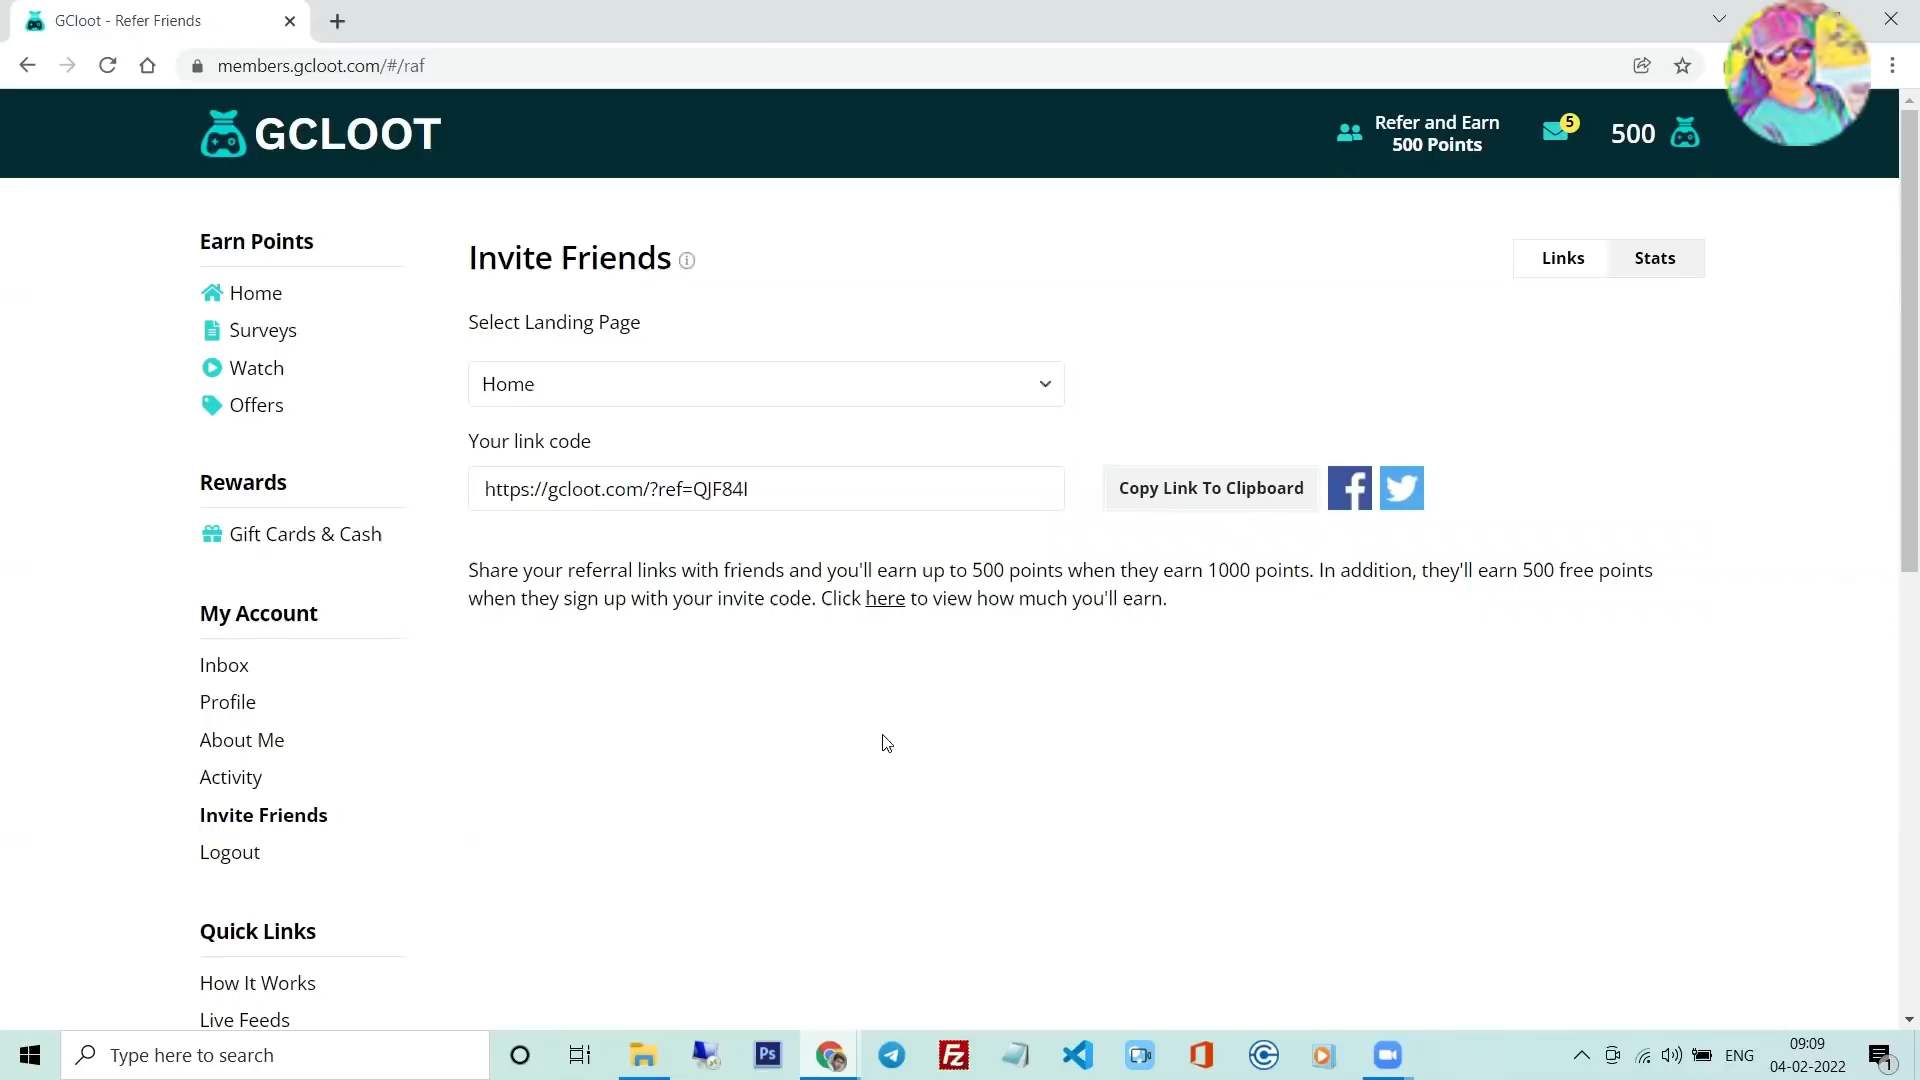 GCloot - Refer Friends
members.gcloot.com/#/raf
GCLOOT
Refer and Earn
500 Points
5
500
Earn Points
Home
Surveys
Watch
Offers
Rewards
Gift Cards & Cash
My Account
Inbox
Profile
About Me
Activity
Invite Friends
Logout
Quick Links
How It Works
Live Feeds
Invite Friends
Links
Stats
Select Landing Page
Home
Your link code
https://gcloot.com/?ref=QJF84I
Copy Link To Clipboard
Share your referral links with friends and you'll earn up to 500 points when they earn 1000 points. In addition, they'll earn 500 free points
when they sign up with your invite code. Click here to view how much you'll earn.
Type here to search
Ps
Fz
ENG
09:09
04-02-2022
1